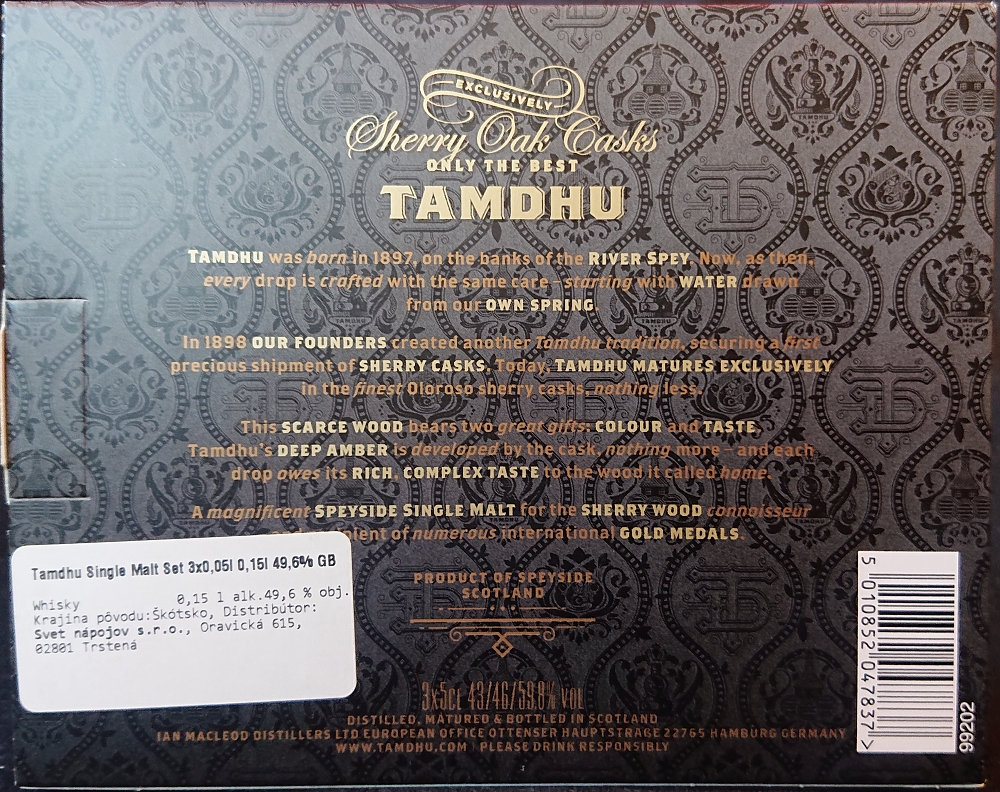 EXCLUSIVELY
Sherry Oak Casks
ONLY THE BEST
TAMDHU
TAMDHU was born in 1897, on the banks of the RIVER SPEY. Now, as then,
every drop is crafted with the same care – starting with WATER drawn
from our OWN SPRING.
In 1898 OUR FOUNDERS created another Tamdhu tradition, securing a first
precious shipment of SHERRY CASKS. Today, TAMDHU MATURES EXCLUSIVELY
in the finest Oloroso sherry casks, nothing less.
This SCARCE WOOD bears two great gifts: COLOUR and TASTE.
Tamdhu's DEEP AMBER is developed by the cask, nothing more – and each
drop owes its RICH, COMPLEX TASTE to the wood it called home.
A magnificent SPEYSIDE SINGLE MALT for the SHERRY WOOD connoisseur
of numerous international GOLD MEDALS.
PRODUCT OF SPEYSIDE
SCOTLAND
3x5cl 43/46/59.8% vol
DISTILLED, MATURED & BOTTLED IN SCOTLAND
IAN MACLEOD DISTILLERS LTD EUROPEAN OFFICE OTTENSER HAUPTSTRAGE 22765 HAMBURG GERMANY
WWW.TAMDHU.COM | PLEASE DRINK RESPONSIBLY
Tamdhu Single Malt Set 3x0,05l 0,15l 49,6% GB
Whisky 0,15 l alk.49,6 % obj.
Krajina pôvodu:Škótsko, Distribútor:
Svet nápojov s.r.o., Oravická 615,
02801 Trstená
5 010852 047837 >
99202